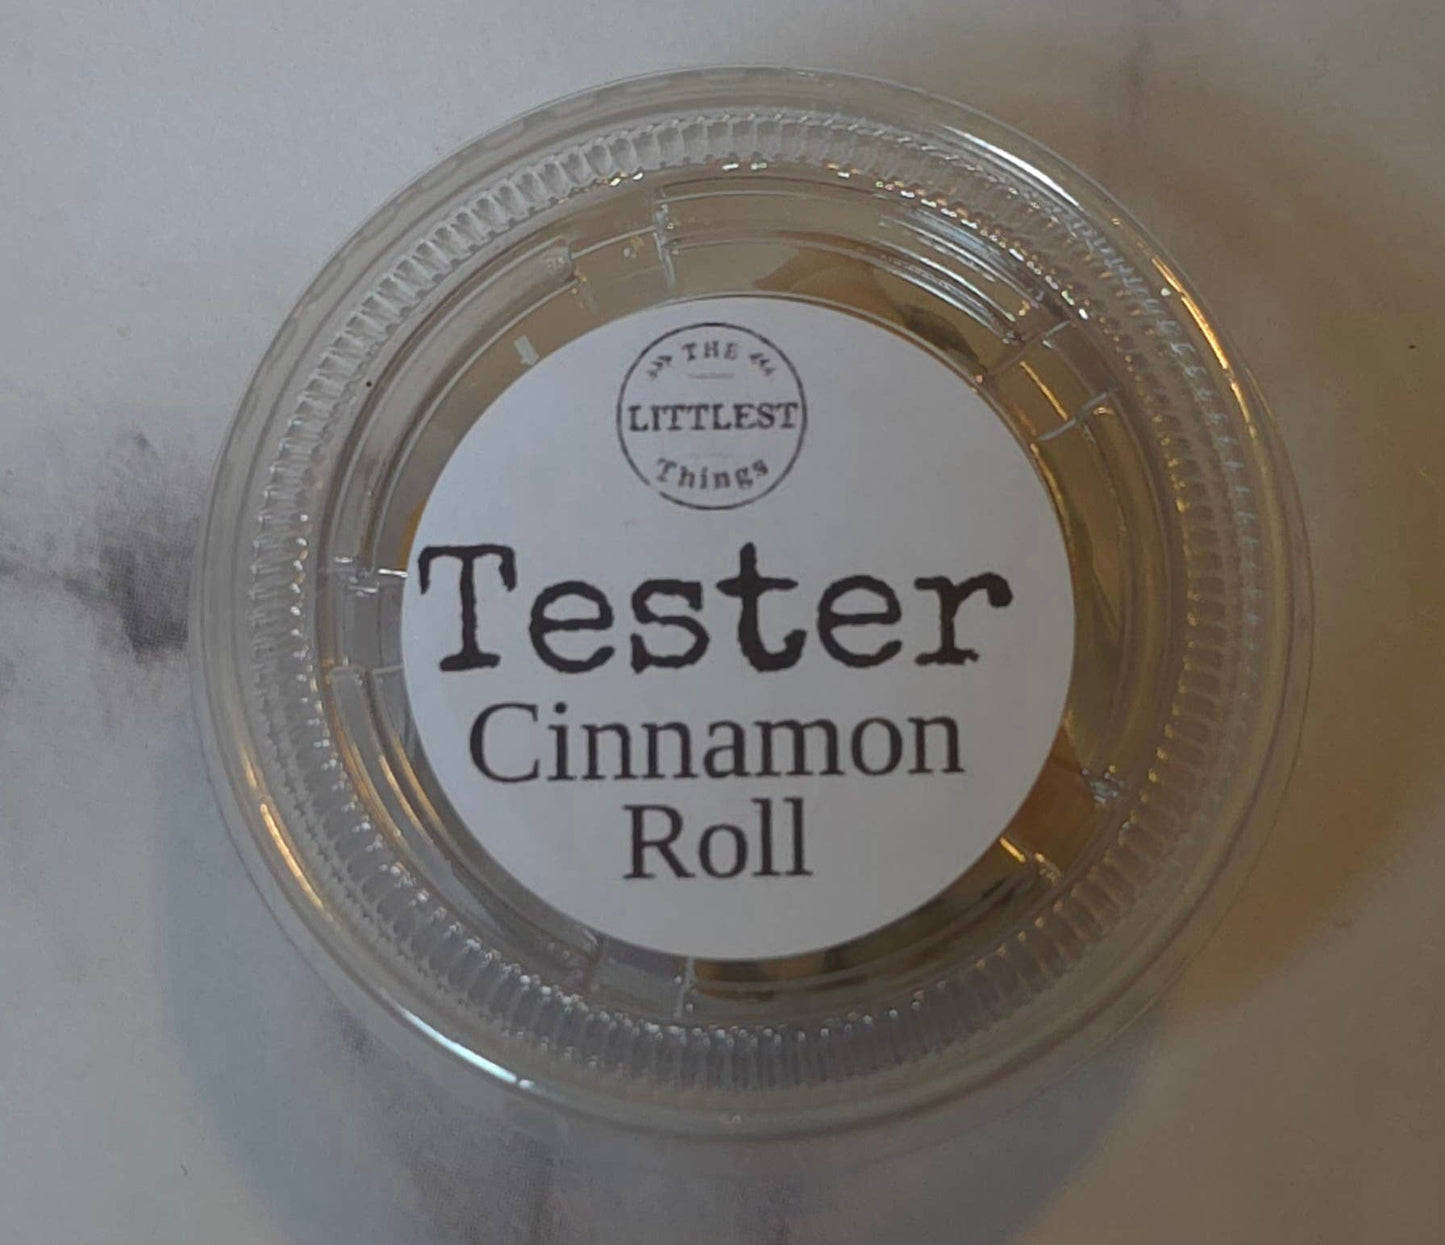 THE
LITTLEST
Things
Tester
Cinnamon
Roll